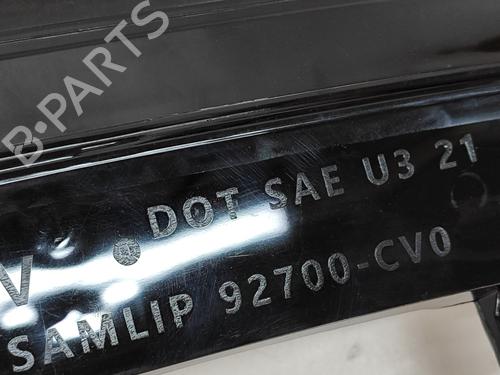 B-PARTS
V DOT SAE U3 21
SAMLIP 92700-CV0